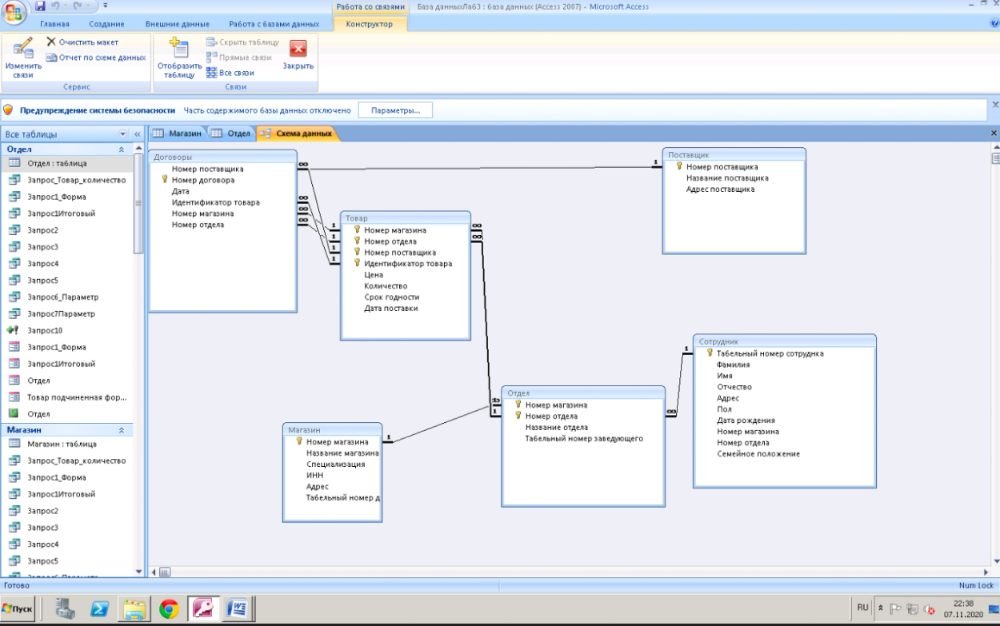 Работа со связями
База данныхЛаб3 : база данных (Access 2007) - Microsoft Access
Главная Создание Внешние данные Работа с базами данных Конструктор
Изменить связи
Очистить макет
Отчет по схеме данных
Сервис
Отобразить таблицу
Скрыть таблицу
Прямые связи
Все связи
Закрыть
Связи
Предупреждение системы безопасности Часть содержимого базы данных отключено Параметры...
Все таблицы
Отдел
Отдел : таблица
Запрос_Товар_количество
Запрос1_Форма
Запрос1Итоговый
Запрос2
Запрос3
Запрос4
Запрос5
Запрос6_Параметр
Запрос7Параметр
Запрос10
Запрос1_Форма
Запрос1Итоговый
Отдел
Товар подчиненная фор...
Отдел
Магазин
Магазин : таблица
Запрос_Товар_количество
Запрос1_Форма
Запрос1Итоговый
Запрос2
Запрос3
Запрос4
Запрос5
Магазин Отдел Схема данных
Договоры
Номер поставщика
Номер договора
Дата
Идентификатор товара
Номер магазина
Номер отдела
Товар
Номер магазина
Номер отдела
Номер поставщика
Идентификатор товара
Цена
Количество
Срок годности
Дата поставки
Поставщик
Номер поставщика
Название поставщика
Адрес поставщика
Магазин
Номер магазина
Название магазина
Специализация
ИНН
Адрес
Табельный номер д
Отдел
Номер магазина
Номер отдела
Название отдела
Табельный номер заведующего
Сотрудник
Табельный номер сотруднка
Фамилия
Имя
Отчество
Адрес
Пол
Дата рождения
Номер магазина
Номер отдела
Семейное положение
Готово
Num Lock
Пуск
RU
22:38
07.11.2020